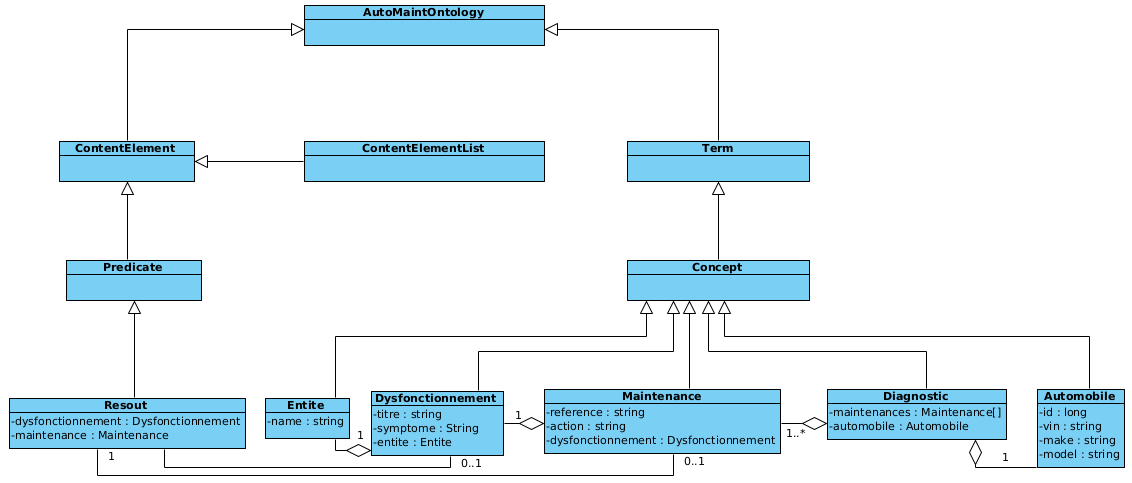 AutoMaintOntology
ContentElement
ContentElementList
Term
Predicate
Concept
Resout
-dysfonctionnement : Dysfonctionnement
-maintenance : Maintenance
Entite
-name : string
Dysfonctionnement
-titre : string
-symptome : String
-entite : Entite
Maintenance
-reference : string
-action : string
-dysfonctionnement : Dysfonctionnement
Diagnostic
-maintenances : Maintenance[]
-automobile : Automobile
Automobile
-id : long
-vin : string
-make : string
-model : string
1
1
1..*
1
0..1
0..1
1